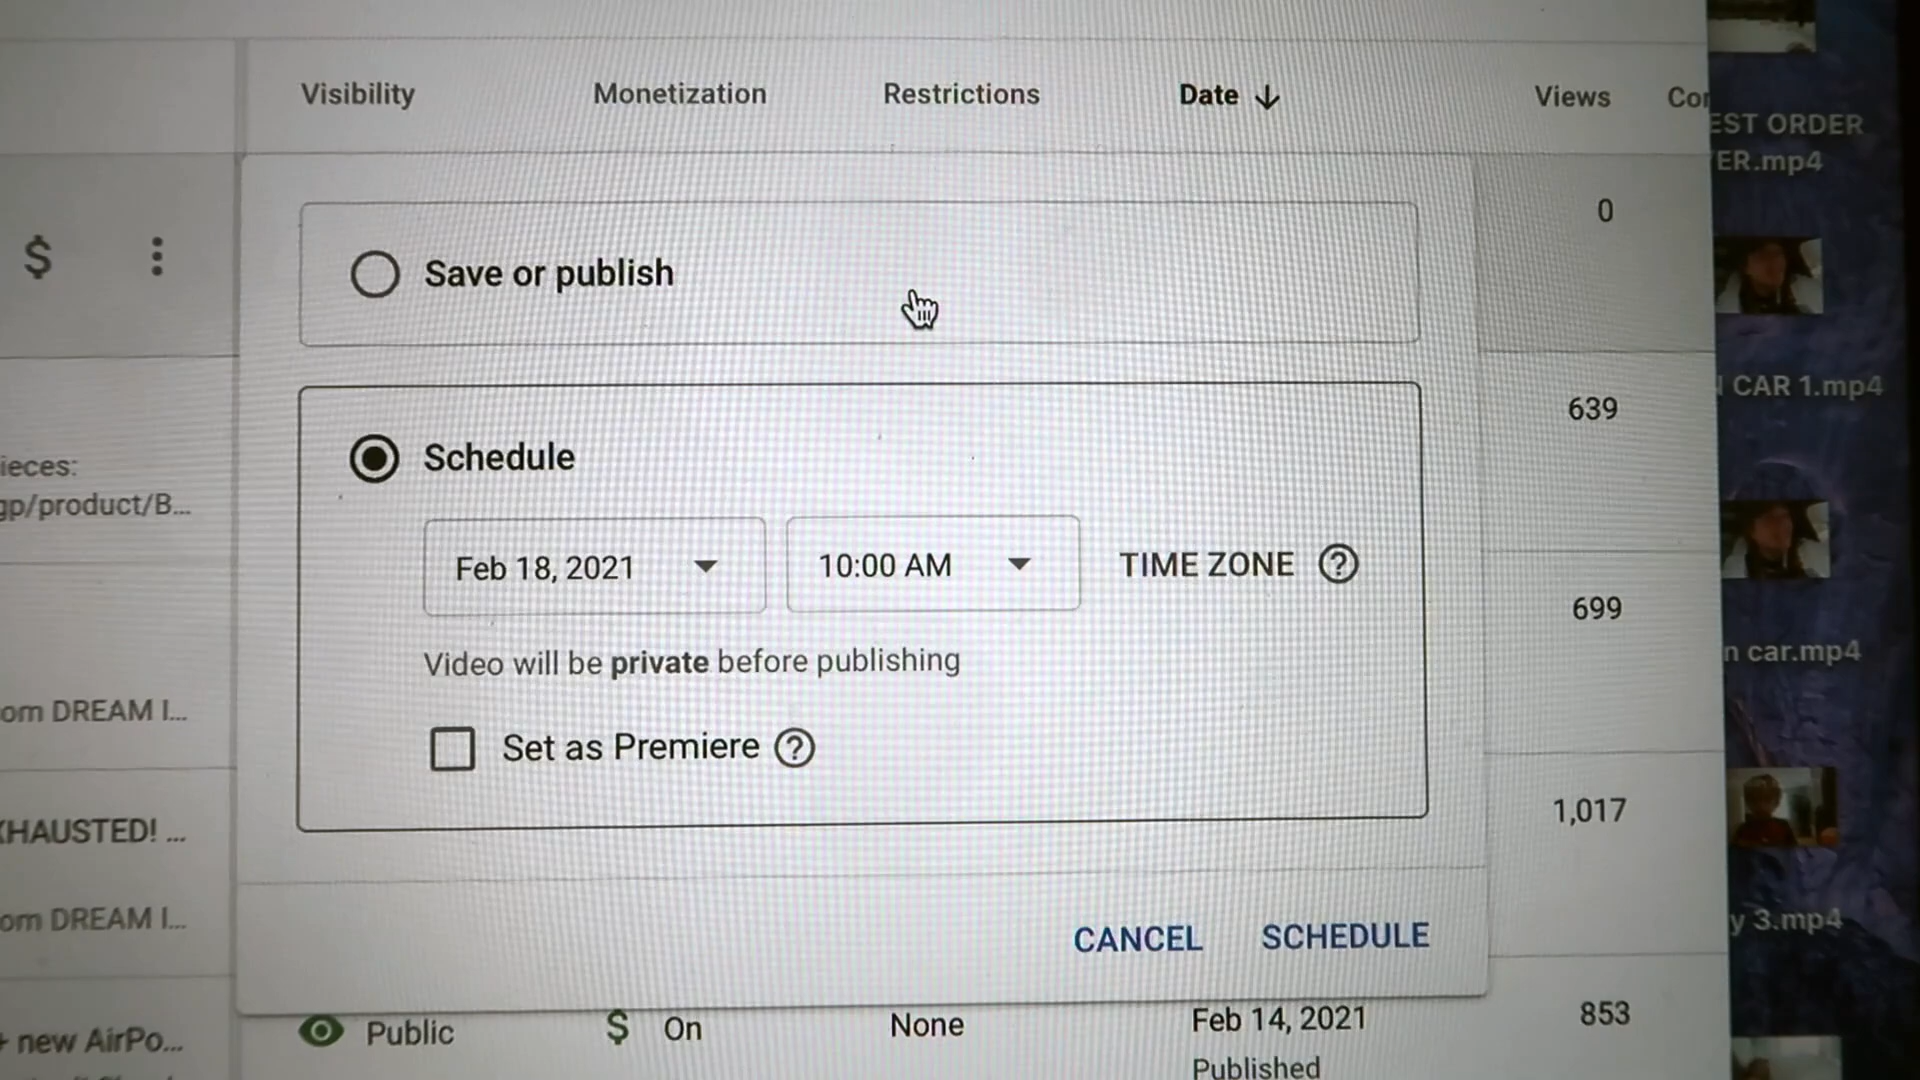 Visibility
Monetization
Restrictions
Date
Views
EST ORDER
ER.mp4
$
0
Save or publish
CAR 1.mp4
639
Schedule
ieces:
gp/product/B...
Feb 18, 2021
10:00 AM
TIME ZONE
?
699
Video will be private before publishing
n car.mp4
om DREAM I...
Set as Premiere ?
1,017
HAUSTED! ...
om DREAM I...
y 3.mp4
CANCEL
SCHEDULE
+ new AirPo...
Public
$ On
None
Feb 14, 2021
853
Published